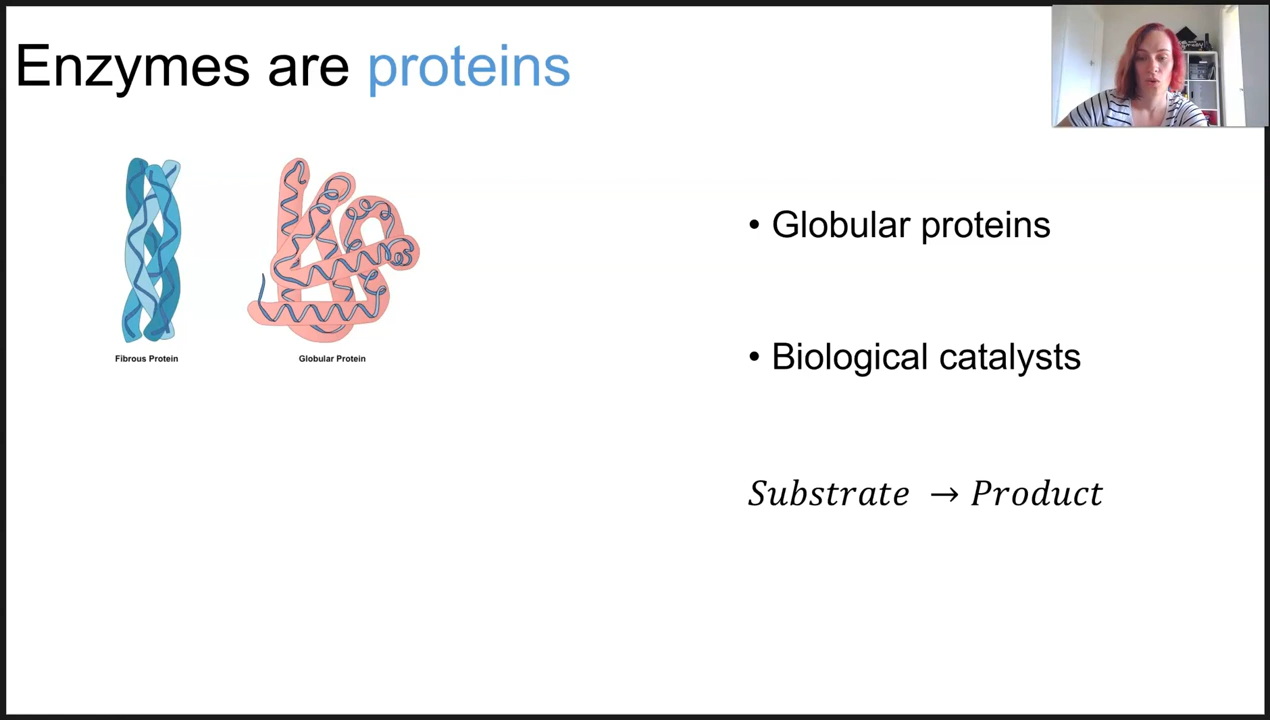 Enzymes are proteins
Fibrous Protein
Globular Protein
• Globular proteins
• Biological catalysts
Substrate → Product